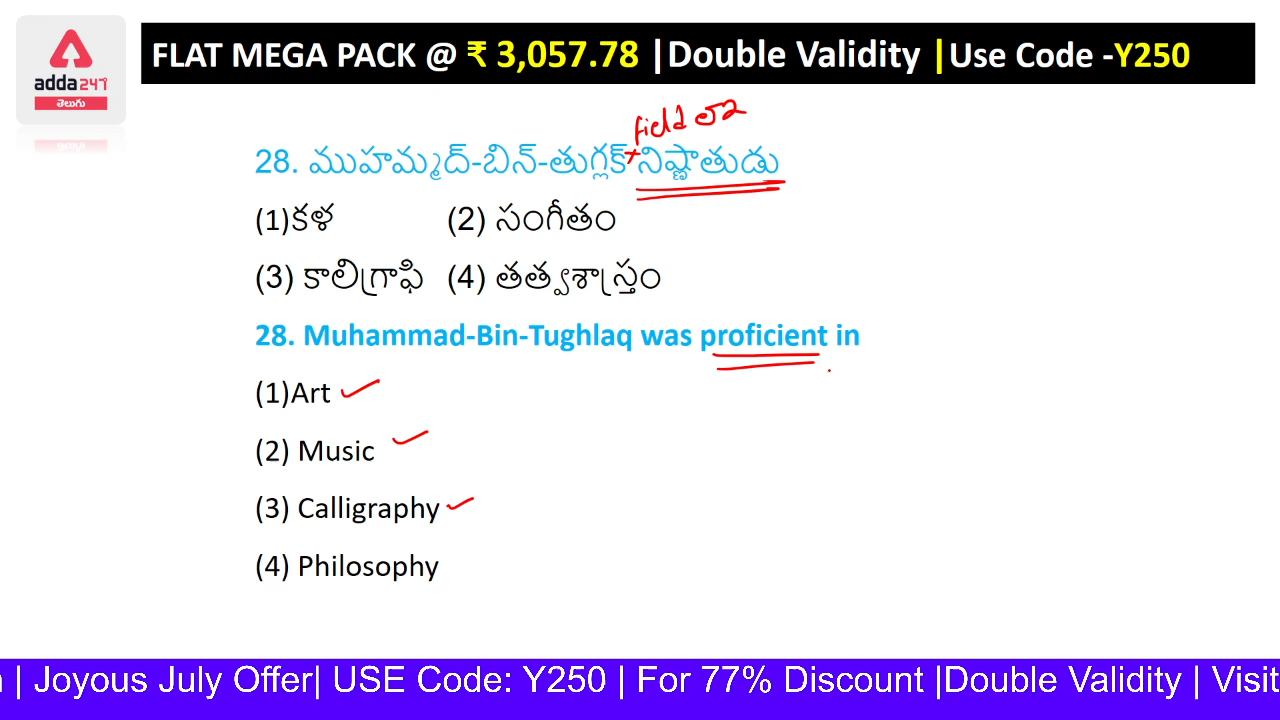 FLAT MEGA PACK @ ₹ 3,057.78 |Double Validity |Use Code -Y250
adda247
తెలుగు
field లో
28. ముహమ్మద్-బిన్-తుగ్లక్ నిష్ణాతుడు
(1)కళ (2) సంగీతం
(3) కాలిగ్రాఫి (4) తత్వశాస్త్రం
28. Muhammad-Bin-Tughlaq was proficient in
(1)Art
(2) Music
(3) Calligraphy
(4) Philosophy
| Joyous July Offer| USE Code: Y250 | For 77% Discount |Double Validity | Visit